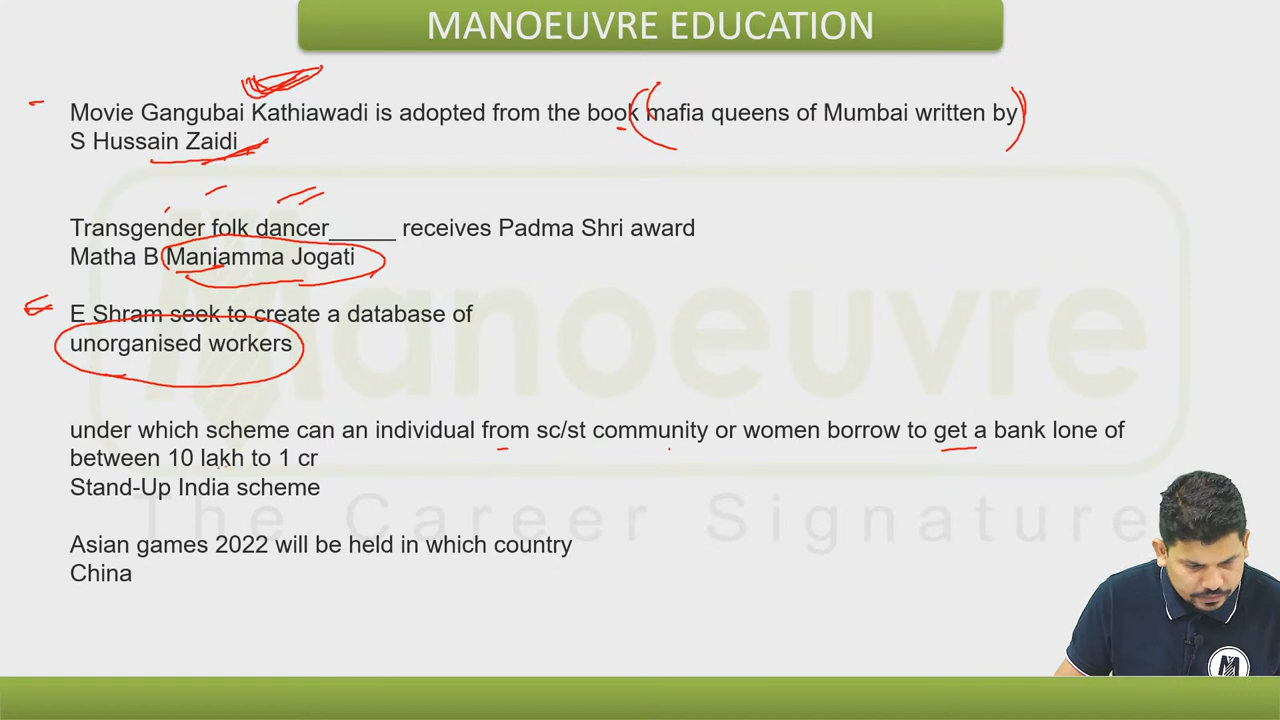 MANOEUVRE EDUCATION
Movie Gangubai Kathiawadi is adopted from the book mafia queens of Mumbai written by
S Hussain Zaidi
Transgender folk dancer_____ receives Padma Shri award
Matha B Manjamma Jogati
E Shram seek to create a database of
unorganised workers
under which scheme can an individual from sc/st community or women borrow to get a bank lone of
between 10 lakh to 1 cr
Stand-Up India scheme
Asian games 2022 will be held in which country
China
Manoeuvre
The Career Signature
M